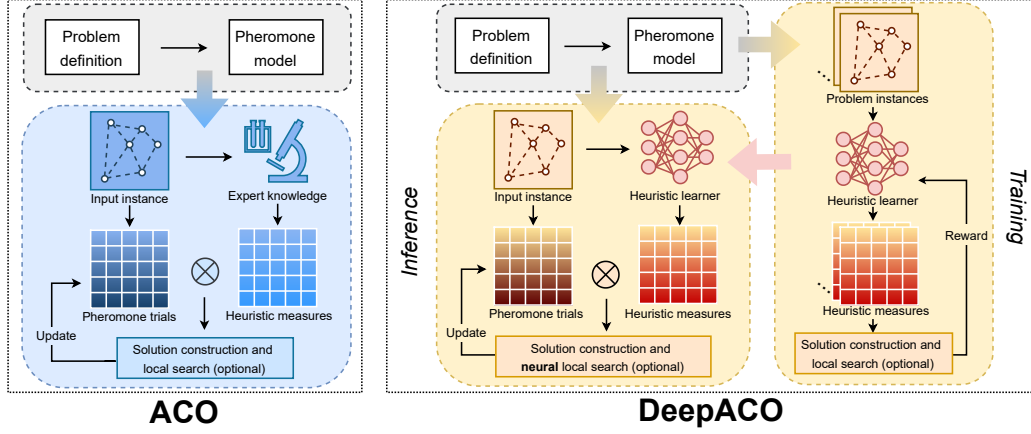 Problem
definition
Pheromone
model
Input instance
Expert knowledge
Pheromone trials
Heuristic measures
Update
Solution construction and
local search (optional)
ACO
Problem
definition
Pheromone
model
Inference
Input instance
Heuristic learner
Pheromone trials
Heuristic measures
Update
Solution construction and
neural local search (optional)
Problem instances
Heuristic learner
Reward
Training
Heuristic measures
Solution construction and
local search (optional)
DeepACO